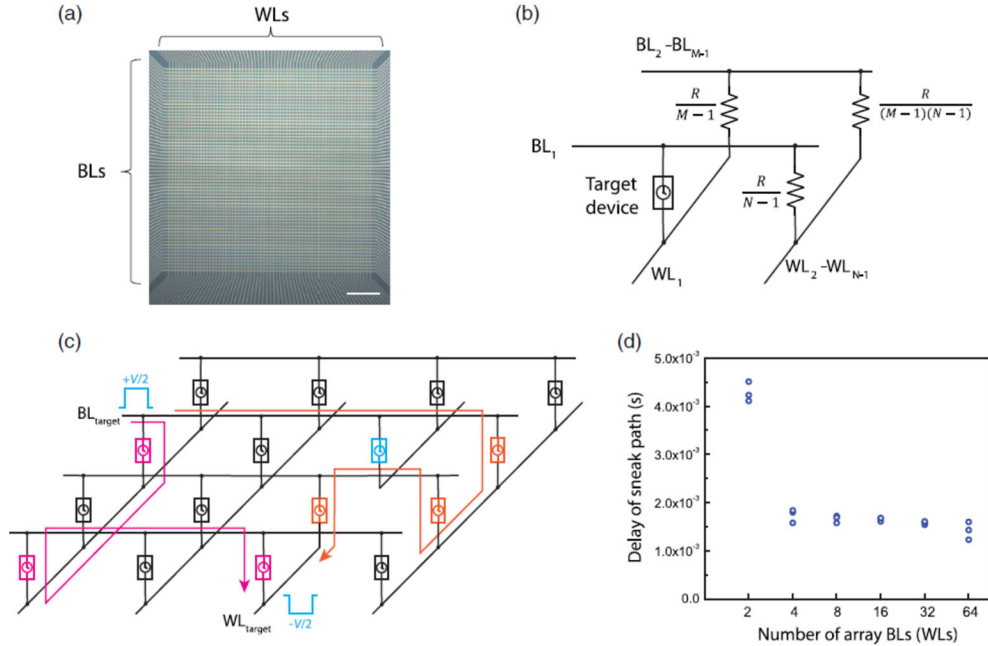 (a)
WLs
BLs
(b)
BL2-BLM-1
R
M-1
R
(M-1)(N-1)
BL1
Target
device
R
N-1
WL1
WL2-WLN-1
(c)
+V/2
BLtarget
WLtarget
-V/2
(d)
Delay of sneak path (s)
5.0x10-3
4.0x10-3
3.0x10-3
2.0x10-3
1.0x10-3
0.0
2 4 8 16 32 64
Number of array BLs (WLs)